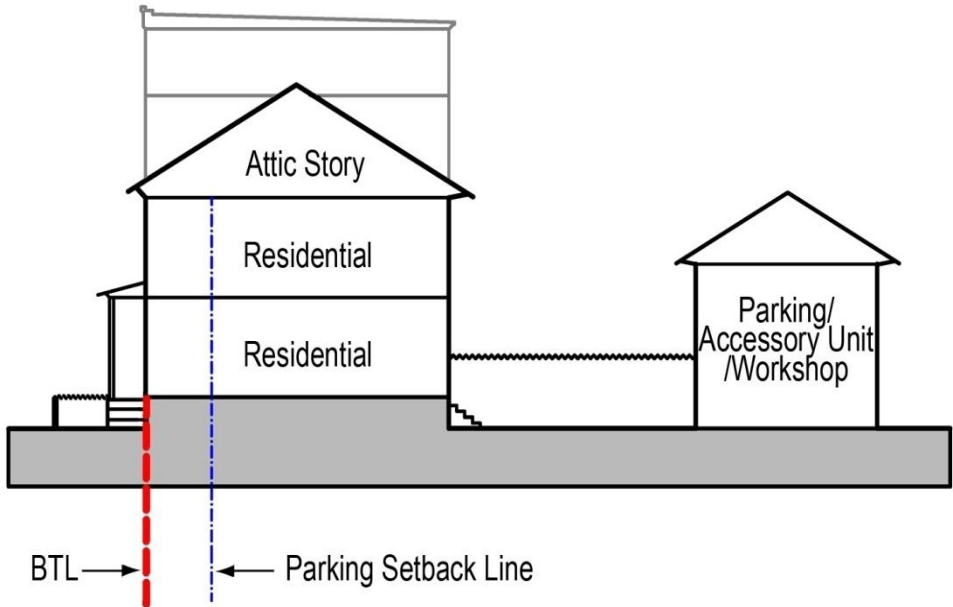 Attic Story
Residential
Residential
Parking/
Accessory Unit
/Workshop
BTL
Parking Setback Line